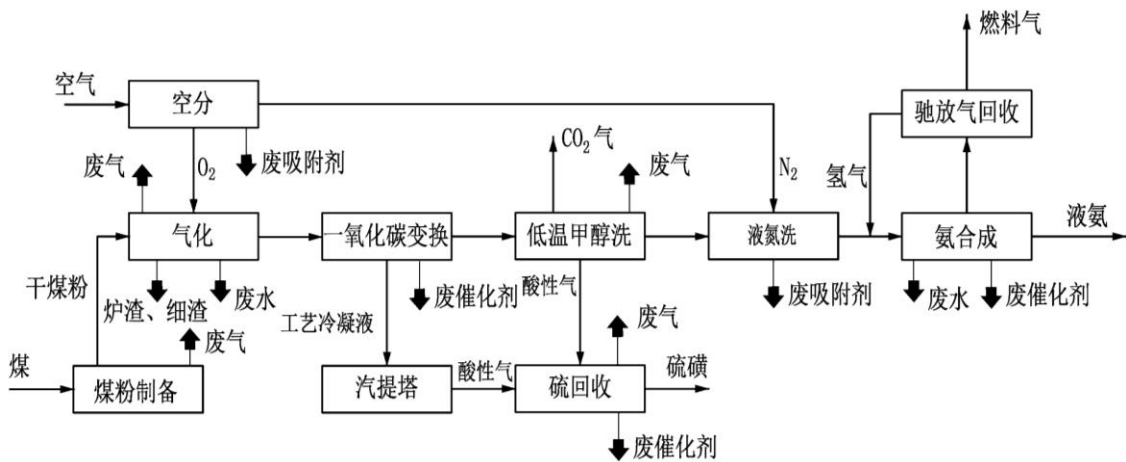 燃料气
空气
空分
驰放气回收
CO₂气
废气
O₂
废吸附剂
废气
N₂
氢气
气化
一氧化碳变换
低温甲醇洗
液氮洗
氨合成
液氨
干煤粉
炉渣、细渣
废水
废催化剂
酸性气
废吸附剂
废水
废催化剂
工艺冷凝液
废气
废气
煤
煤粉制备
汽提塔
酸性气
硫回收
硫磺
废催化剂